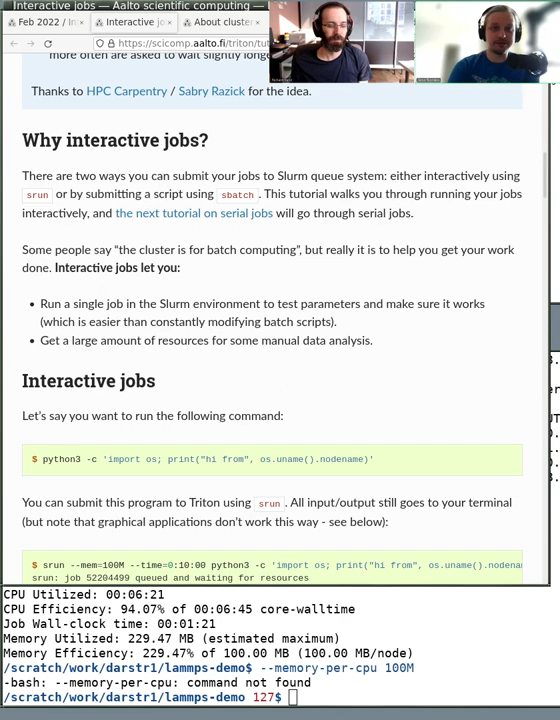 Interactive jobs — Aalto scientific computing —
Feb 2022 / In
Interactive jo
About cluster
https://scicomp.aalto.fi/triton/tut
more often are asked to wait slightly longe
Thanks to HPC Carpentry / Sabry Razick for the idea.
Why interactive jobs?
There are two ways you can submit your jobs to Slurm queue system: either interactively using
srun or by submitting a script using sbatch . This tutorial walks you through running your jobs
interactively, and the next tutorial on serial jobs will go through serial jobs.
Some people say “the cluster is for batch computing”, but really it is to help you get your work
done. Interactive jobs let you:
• Run a single job in the Slurm environment to test parameters and make sure it works
(which is easier than constantly modifying batch scripts).
• Get a large amount of resources for some manual data analysis.
Interactive jobs
Let’s say you want to run the following command:
$ python3 -c 'import os; print("hi from", os.uname().nodename)'
You can submit this program to Triton using srun . All input/output still goes to your terminal
(but note that graphical applications don’t work this way - see below):
$ srun --mem=100M --time=0:10:00 python3 -c 'import os; print("hi from", os.uname().nodenam
srun: job 52204499 queued and waiting for resources
CPU Utilized: 00:06:21
CPU Efficiency: 94.07% of 00:06:45 core-walltime
Job Wall-clock time: 00:01:21
Memory Utilized: 229.47 MB (estimated maximum)
Memory Efficiency: 229.47% of 100.00 MB (100.00 MB/node)
/scratch/work/darstr1/lammps-demo$ --memory-per-cpu 100M
-bash: --memory-per-cpu: command not found
/scratch/work/darstr1/lammps-demo 127$